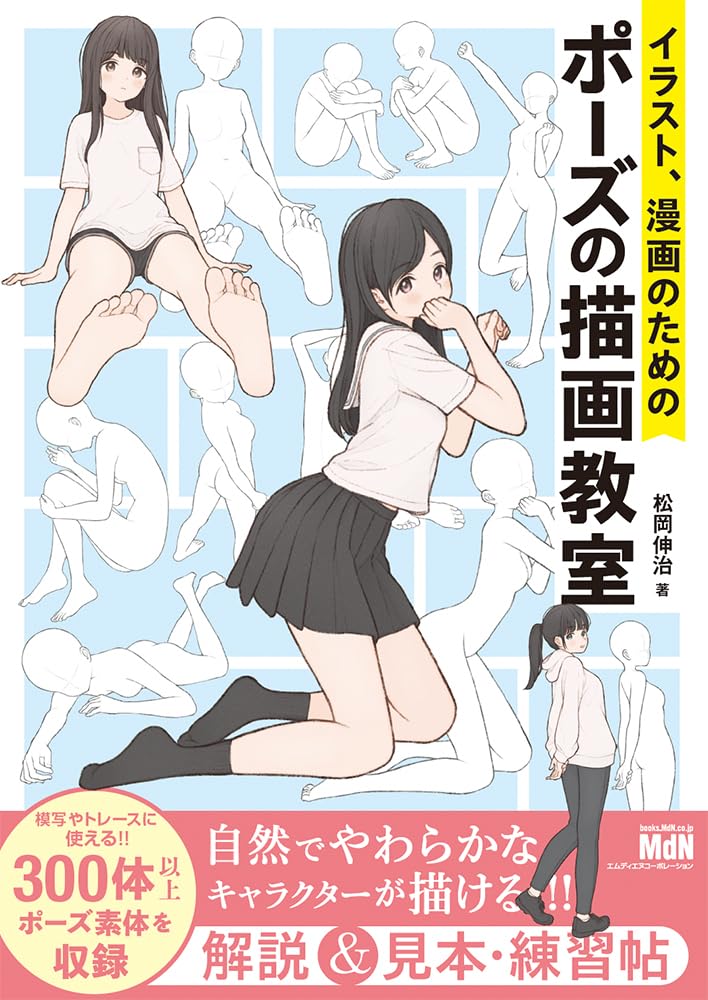 イラスト、漫画のための
ポーズの描画教室
松岡伸治 著
模写やトレースに
使える!!
300体以上
ポーズ素体を
収録
自然でやわらかな
キャラクターが描ける!!
解説&見本・練習帖
books.MdN.co.jp
MdN
エムディエヌコーポレーション